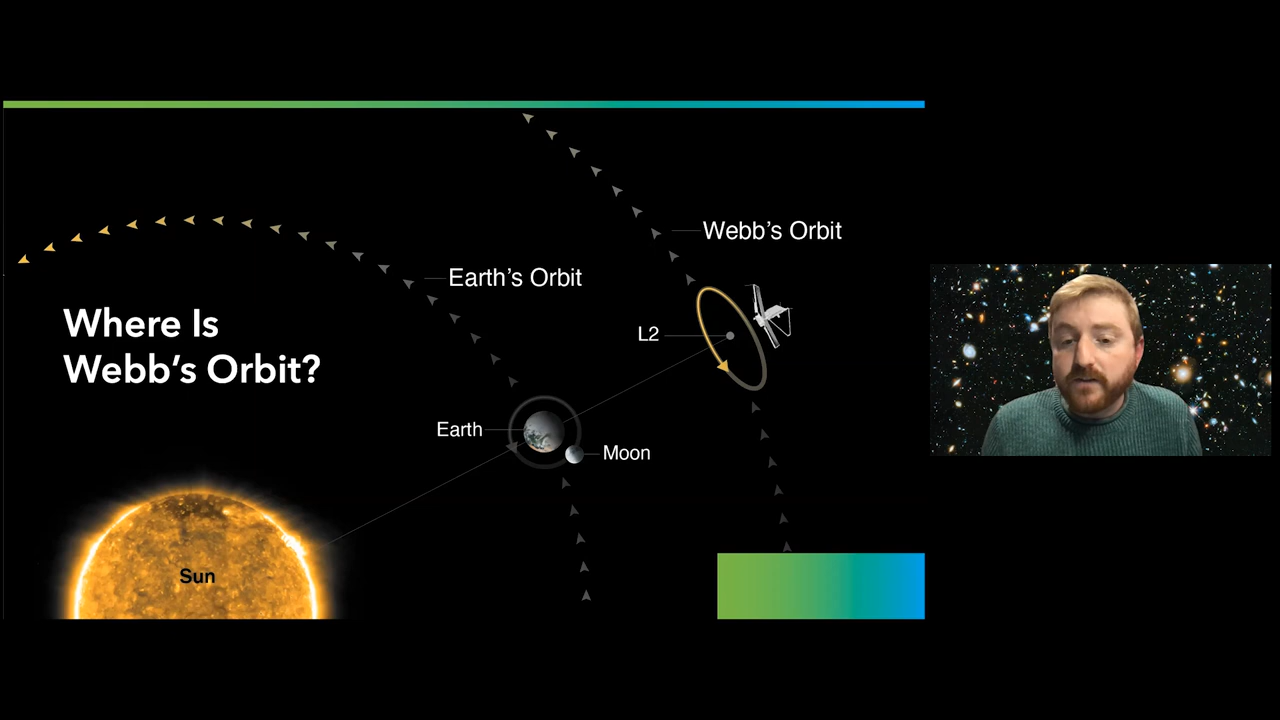 Webb's Orbit
Earth's Orbit
Where Is
Webb's Orbit?
L2
Earth
Moon
Sun